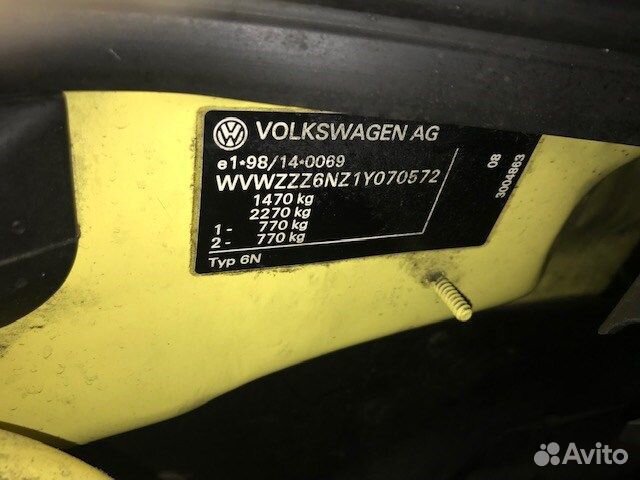 VOLKSWAGEN AG
e1*98/14*0069
WVWZZZ6NZ1Y070572
1470 kg
2270 kg
1- 770 kg
2- 770 kg
Typ 6N
08
3004863
Avito